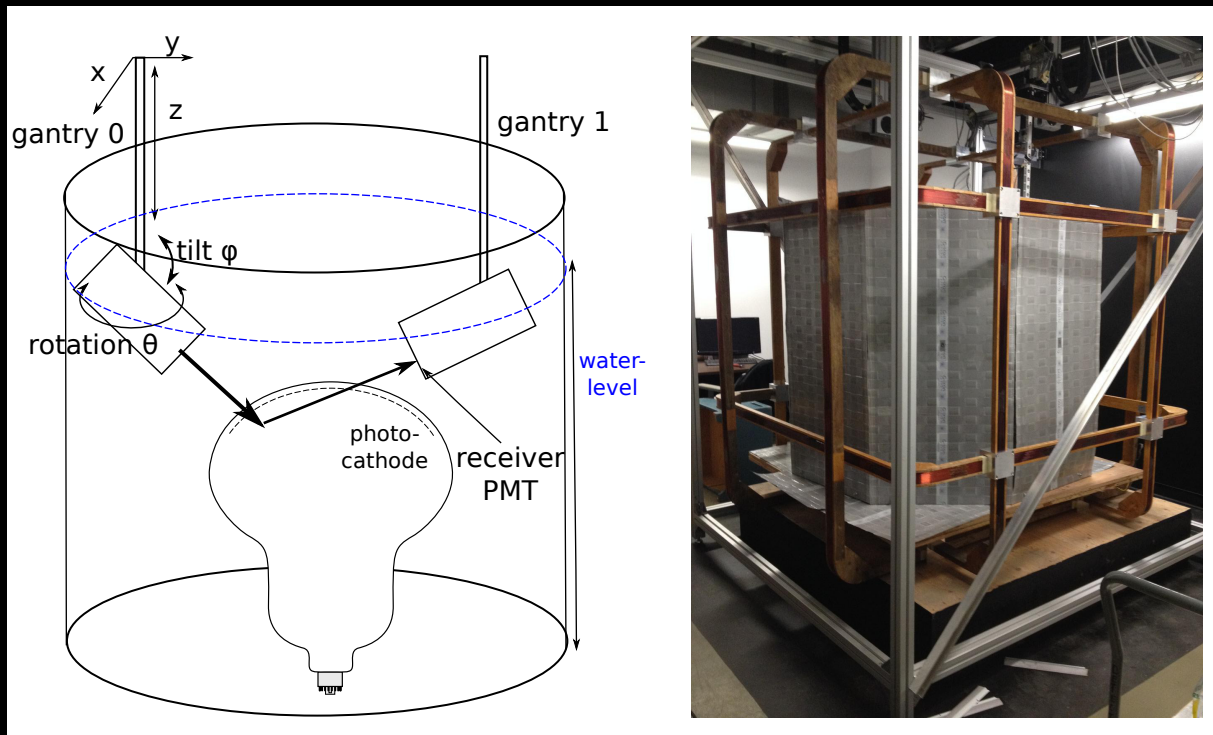 y
x
z
gantry 0
gantry 1
tilt φ
rotation θ
water-
level
photo-
cathode
receiver
PMT